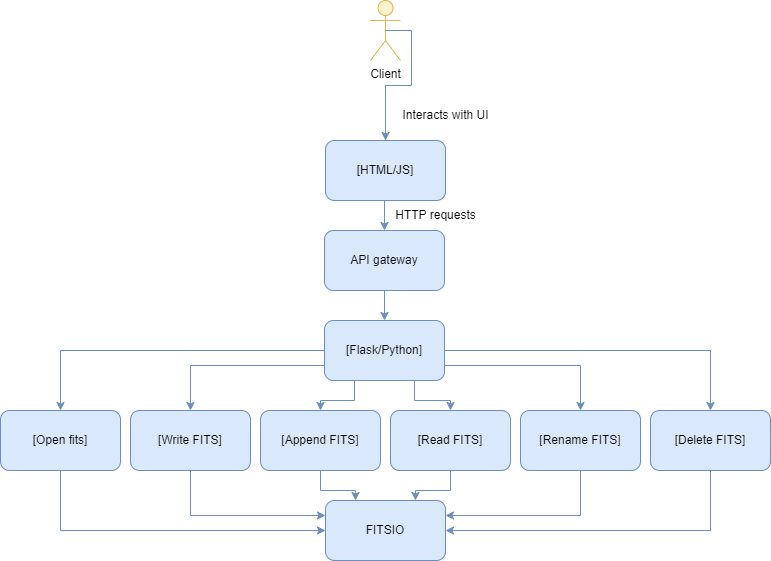 Client
Interacts with UI
[HTML/JS]
HTTP requests
API gateway
[Flask/Python]
[Open fits]
[Write FITS]
[Append FITS]
[Read FITS]
[Rename FITS]
[Delete FITS]
FITSIO